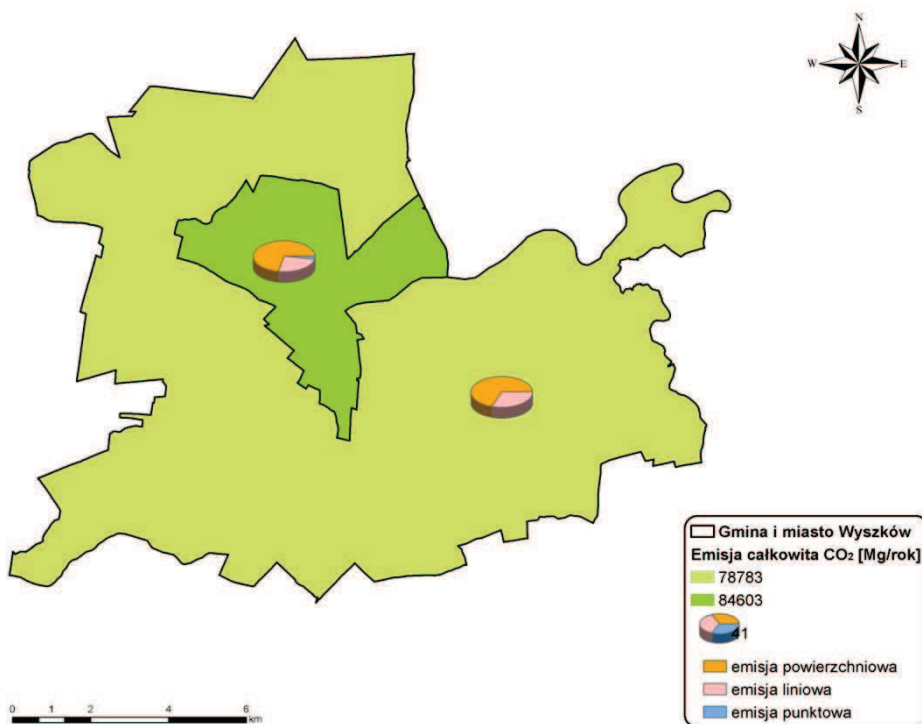 N
W E
S
Gmina i miasto Wyszków
Emisja całkowita CO₂ [Mg/rok]
78783
84603
41
emisja powierzchniowa
emisja liniowa
emisja punktowa
0 1 2 4 6
km